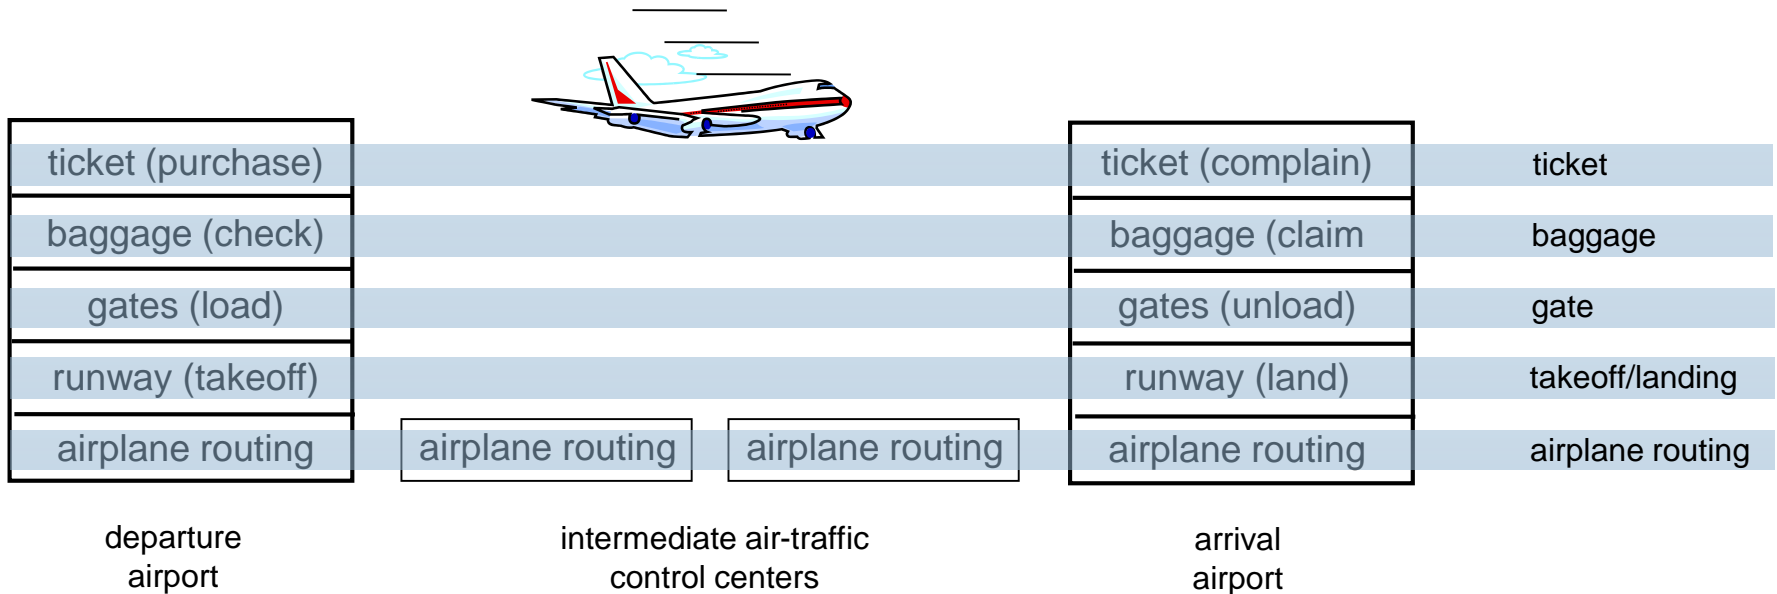 ticket (purchase)
ticket (complain)
ticket
baggage (check)
baggage (claim
baggage
gates (load)
gates (unload)
gate
runway (takeoff)
runway (land)
takeoff/landing
airplane routing
airplane routing
airplane routing
airplane routing
airplane routing
departure
airport
intermediate air-traffic
control centers
arrival
airport